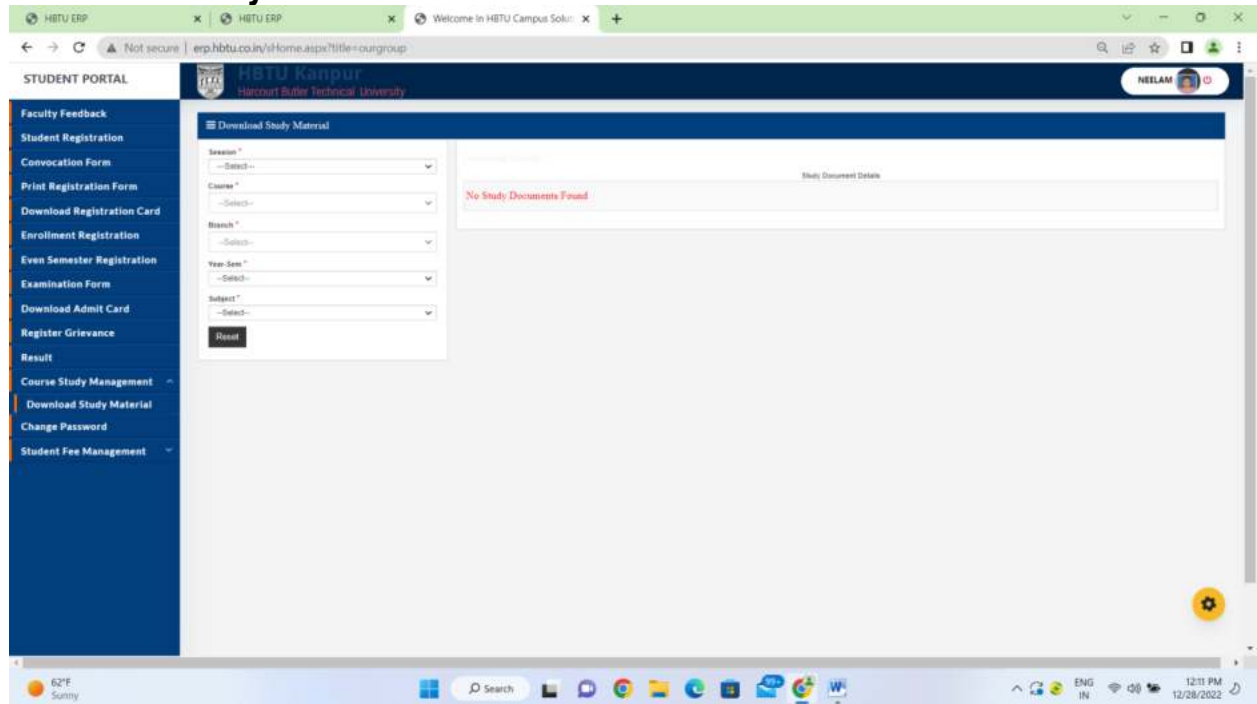 HBTU ERP
HBTU ERP
Welcome In HBTU Campus Solu
Not secure
erp.hbtu.co.in/sHome.aspx?title=ourgroup
STUDENT PORTAL
HBTU Kanpur
Harcourt Butler Technical University
NEELAM
Faculty Feedback
Student Registration
Convocation Form
Print Registration Form
Download Registration Card
Enrollment Registration
Even Semester Registration
Examination Form
Download Admit Card
Register Grievance
Result
Course Study Management
Download Study Material
Change Password
Student Fee Management
Download Study Material
Session *
--Select--
Course *
--Select--
Branch *
--Select--
Year-Sem *
--Select--
Subject *
--Select--
Reset
Study Document Details
No Study Documents Found
62°F
Sunny
Search
99+
ENG
IN
12:11 PM
12/28/2022